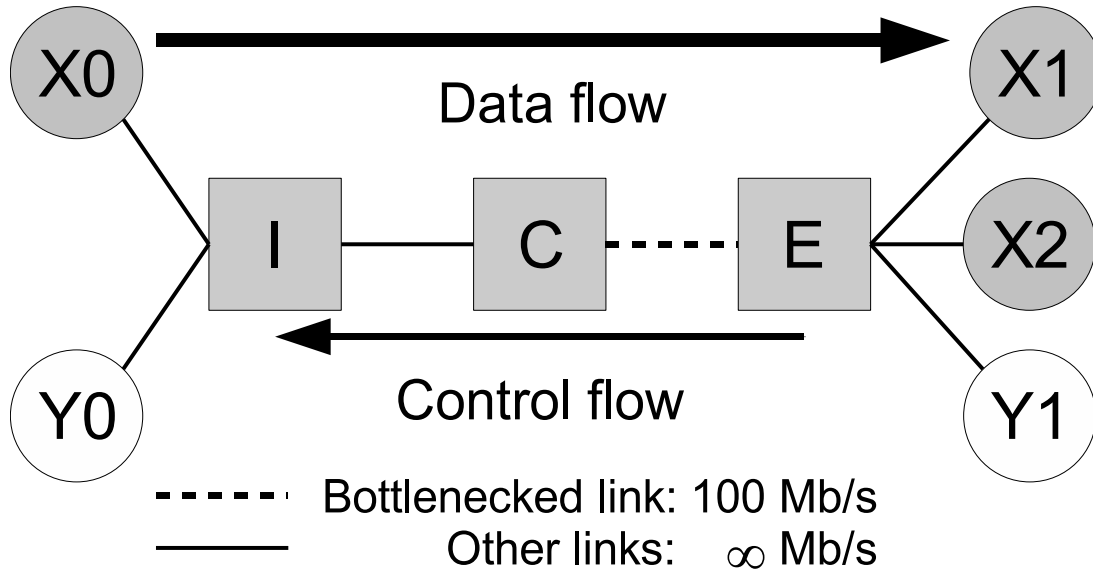 X0
X1
Data flow
I
C
E
X2
Control flow
Y0
Y1
Bottlenecked link: 100 Mb/s
Other links: ∞ Mb/s